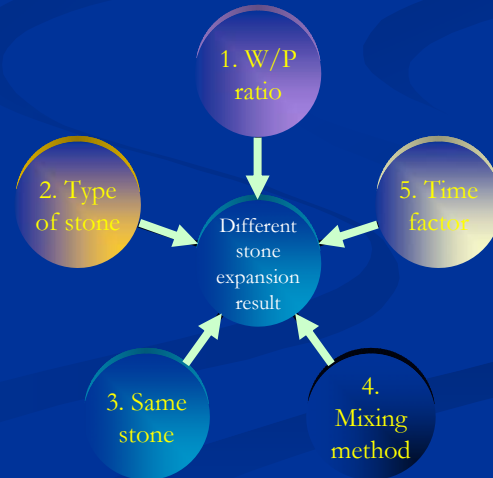 1. W/P
ratio
2. Type
of stone
5. Time
factor
Different
stone
expansion
result
3. Same
stone
4.
Mixing
method